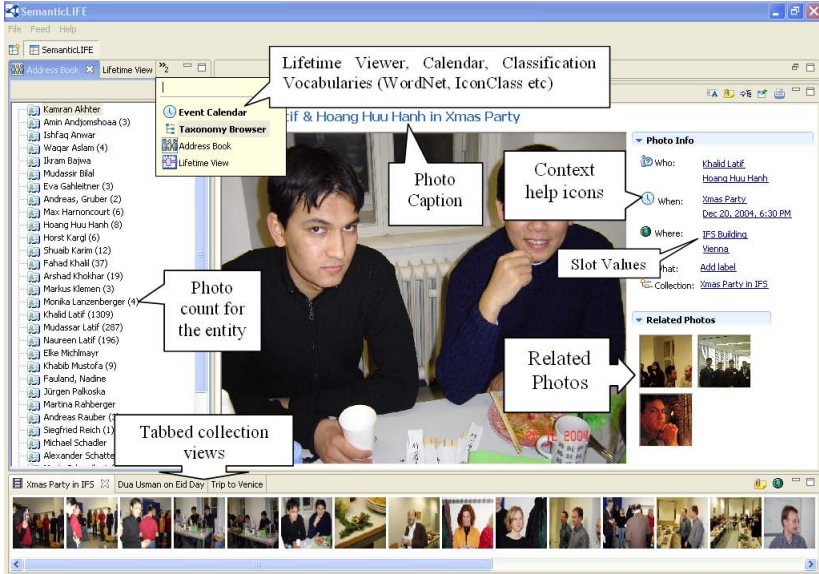 SemanticLIFE
File Feed Help
SemanticLIFE
Address Book
Lifetime View
»2
Event Calendar
Taxonomy Browser
Address Book
Lifetime View
Lifetime Viewer, Calendar, Classification
Vocabularies (WordNet, IconClass etc)
Kamran Akhter
Amin Andjomshoaa (3)
Ishfaq Anwar
Waqar Aslam (4)
Ikram Bajwa
Mudassir Bilal
Eva Gahleitner (3)
Andreas, Gruber (2)
Max Harnoncourt (6)
Hoang Huu Hanh (8)
Horst Kargl (6)
Shuaib Karim (12)
Fahad Khalil (37)
Arshad Khokhar (19)
Markus Klemen (3)
Monika Lanzenberger (4)
Khalid Latif (1309)
Mudassar Latif (287)
Naureen Latif (196)
Elke Michlmayr
Khabib Mustofa (9)
Fauland, Nadine
Jürgen Palkoska
Martina Rahberger
Andreas Rauber
Siegfried Reich (1)
Michael Schadler
Alexander Schatte
Photo
count for
the entity
tif & Hoang Huu Hanh in Xmas Party
Photo
Caption
Context
help icons
Slot Values
Related
Photos
28 12 2004
Photo Info
Who: Khalid Latif
Hoang Huu Hanh
When: Xmas Party
Dec 20, 2004, 6:30 PM
Where: IFS Building
Vienna
hat: Add label
Collection: Xmas Party in IFS
Related Photos
Tabbed collection
views
Xmas Party in IFS
Dua Usman on Eid Day
Trip to Venice